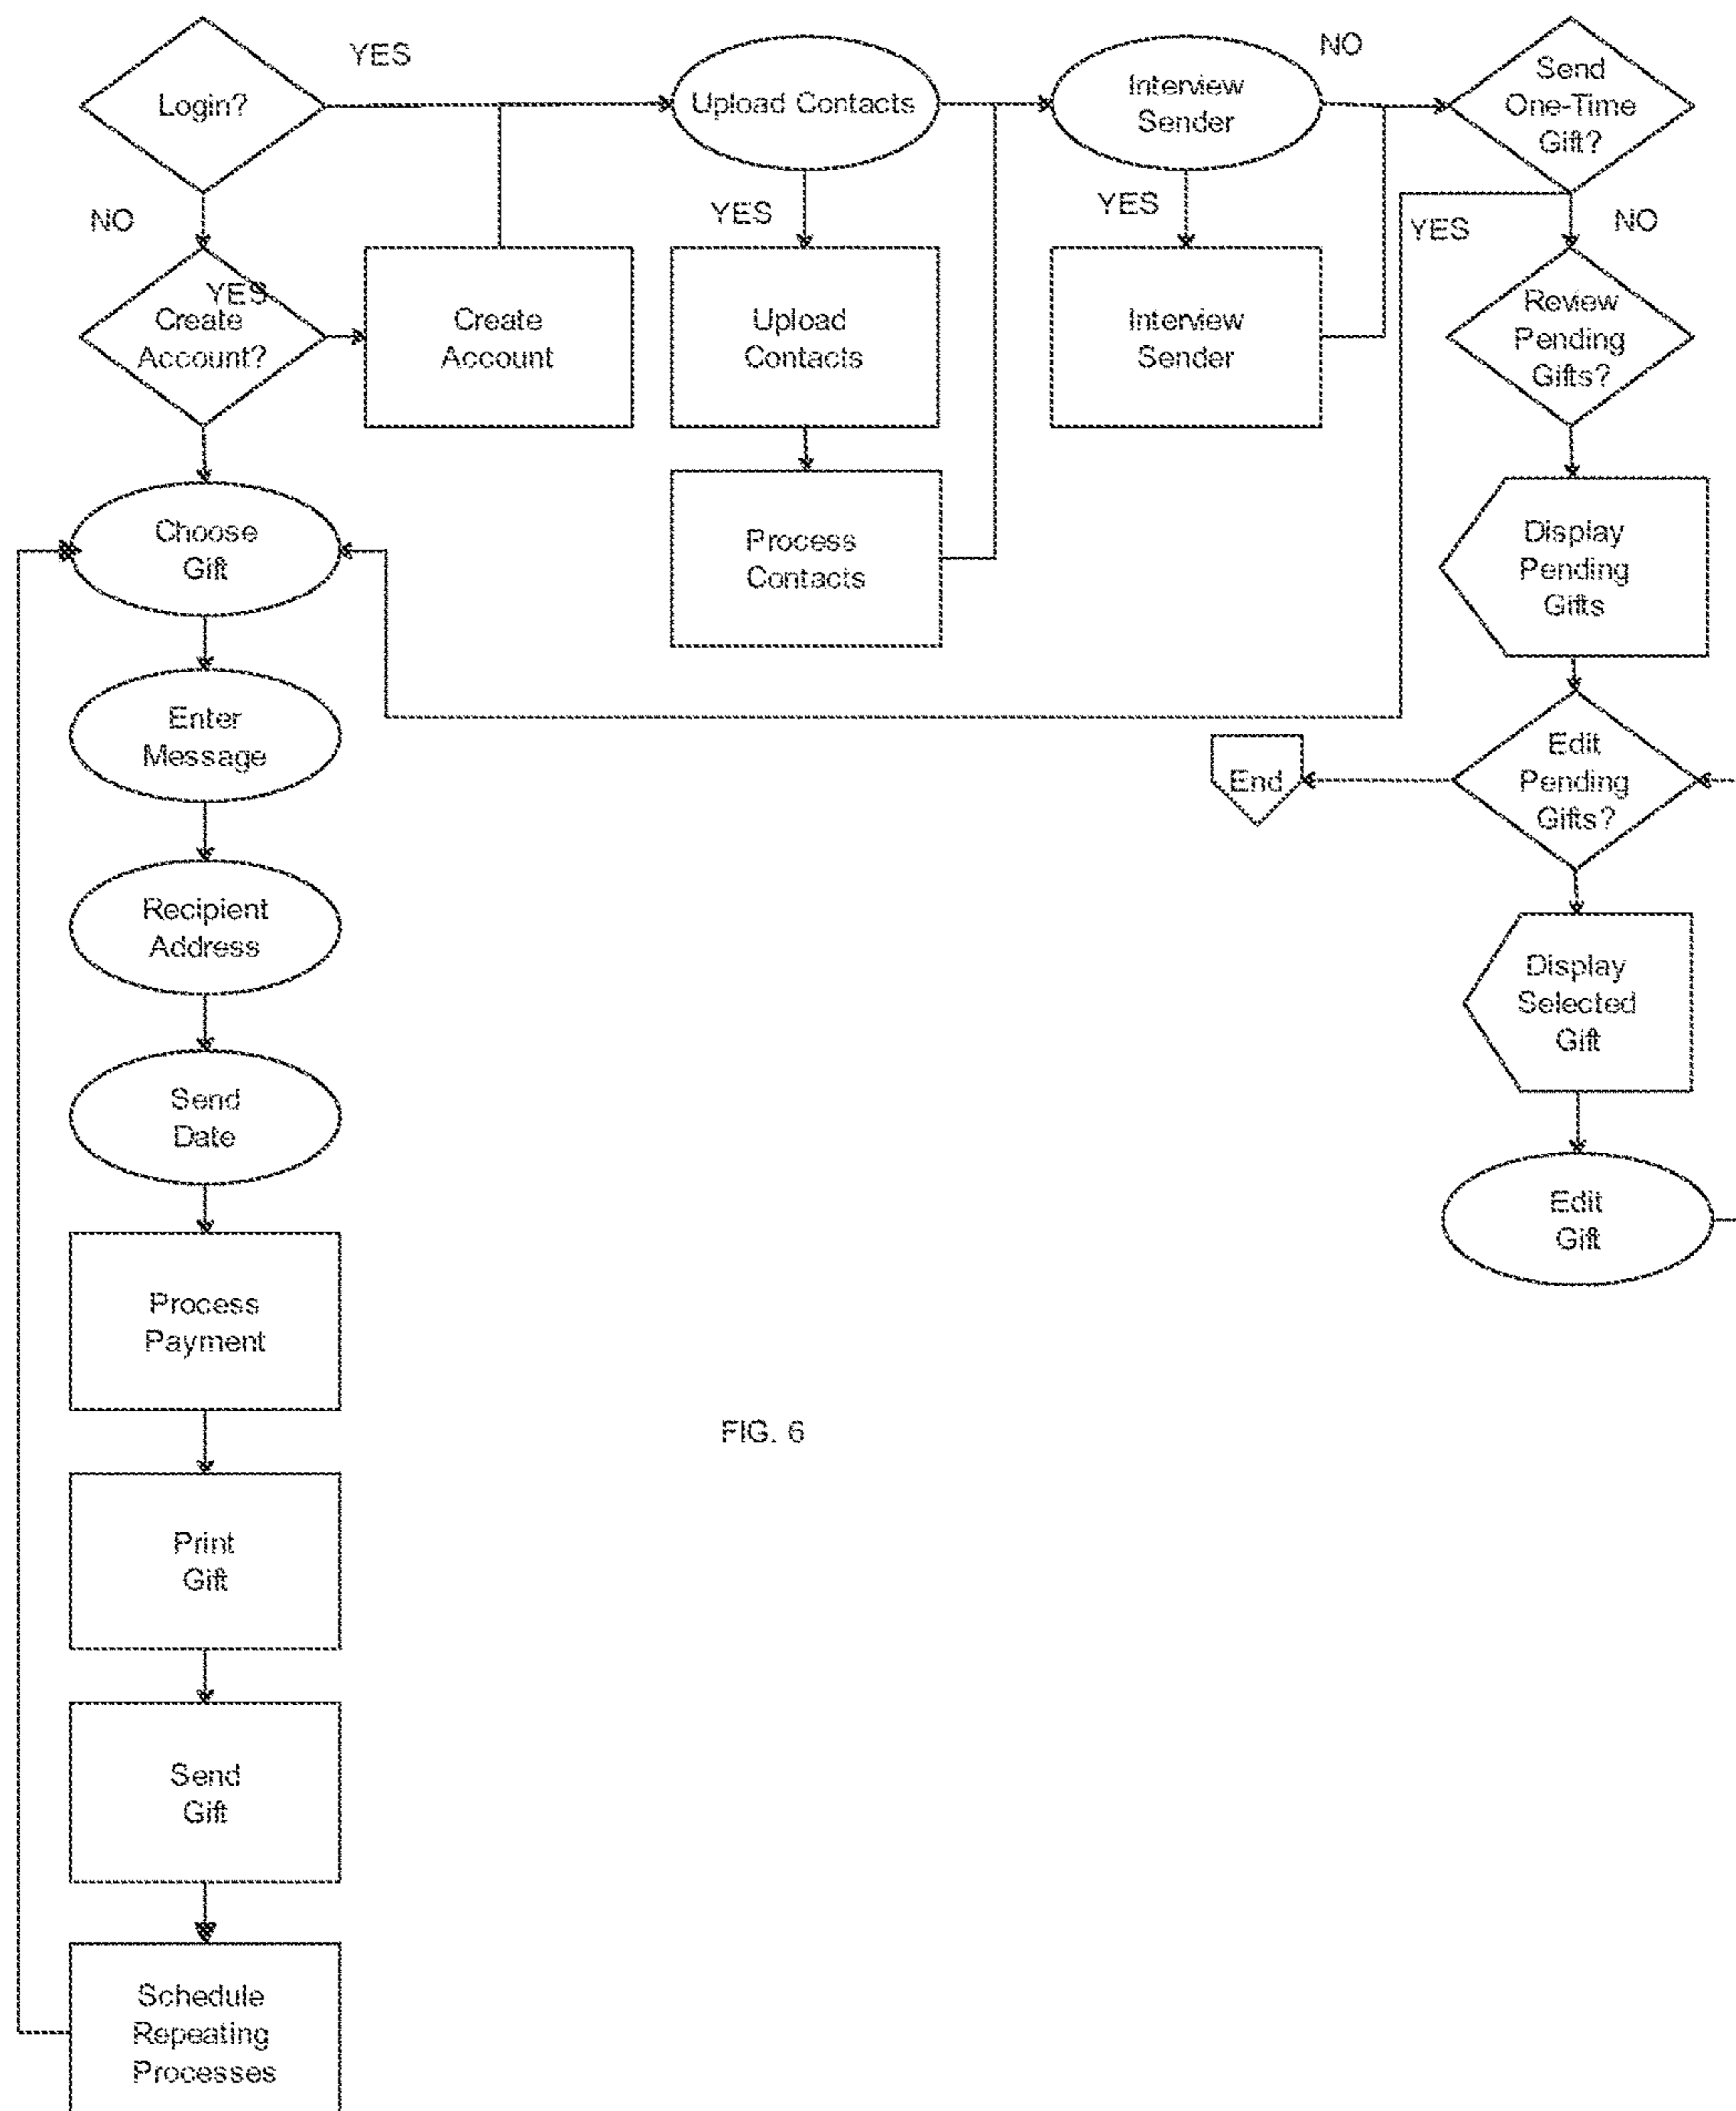 YES
NO
Login?
Upload Contacts
Interview
Sender
Send
One-Time
Gift?
NO
YES
YES
YES
NO
YES
Create
Account?
Create
Account
Upload
Contacts
Interview
Sender
Review
Pending
Gifts?
Choose
Gift
Process
Contacts
Display
Pending
Gifts
Enter
Message
End
Edit
Pending
Gifts?
Recipient
Address
Display
Selected
Gift
Send
Date
Edit
Gift
Process
Payment
FIG. 6
Print
Gift
Send
Gift
Schedule
Repeating
Processes